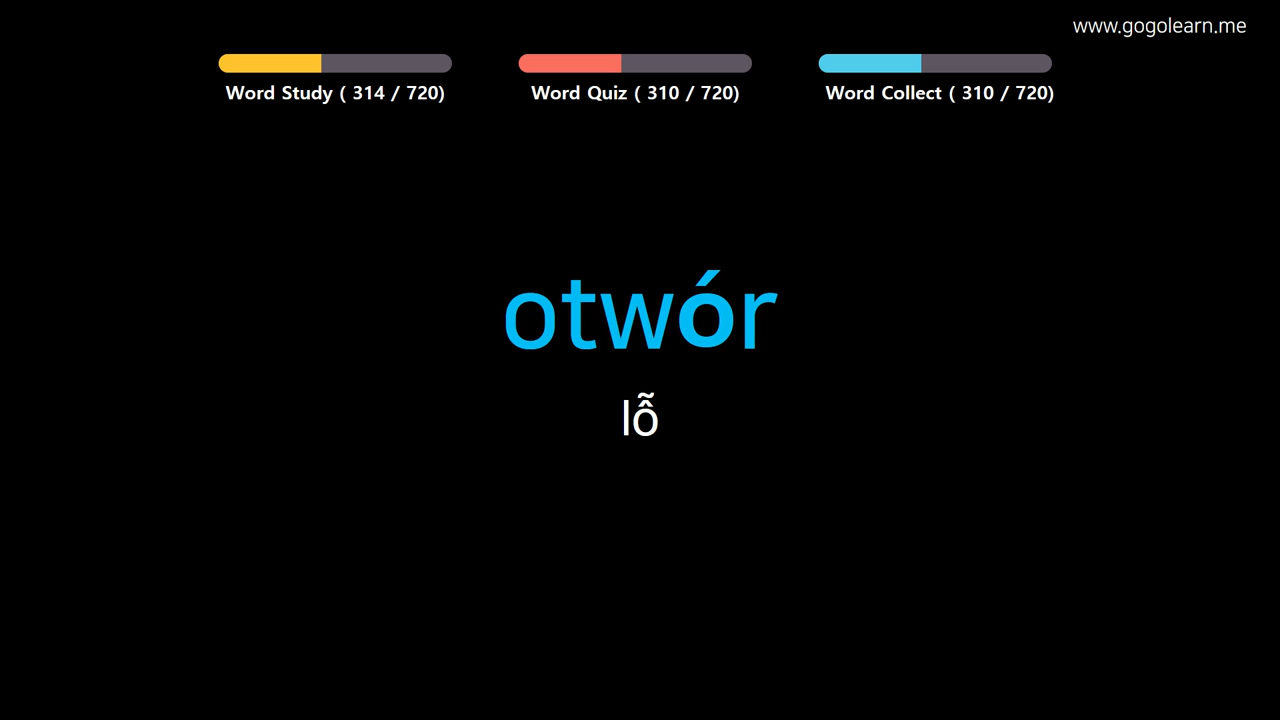 www.gogolearn.me
Word Study ( 314 / 720)
Word Quiz ( 310 / 720)
Word Collect ( 310 / 720)
otwór
lỗ